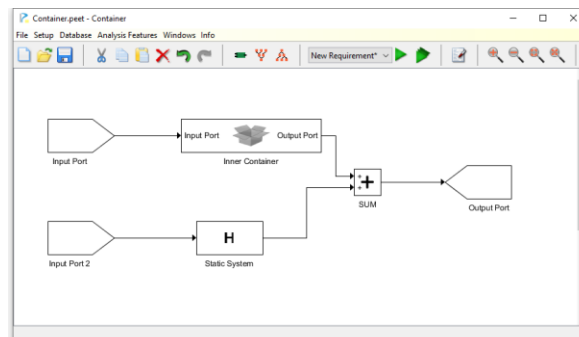 Container.peet - Container
File Setup Database Analysis Features Windows Info
New Requirement*
Input Port Output Port
Input Port
Inner Container
+
+
+
SUM
Output Port
H
Input Port 2
Static System